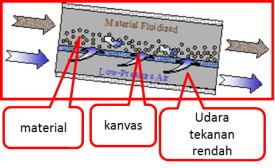 Material Fluidized
Low-Pressure Air
material
kanvas
Udara
tekanan
rendah